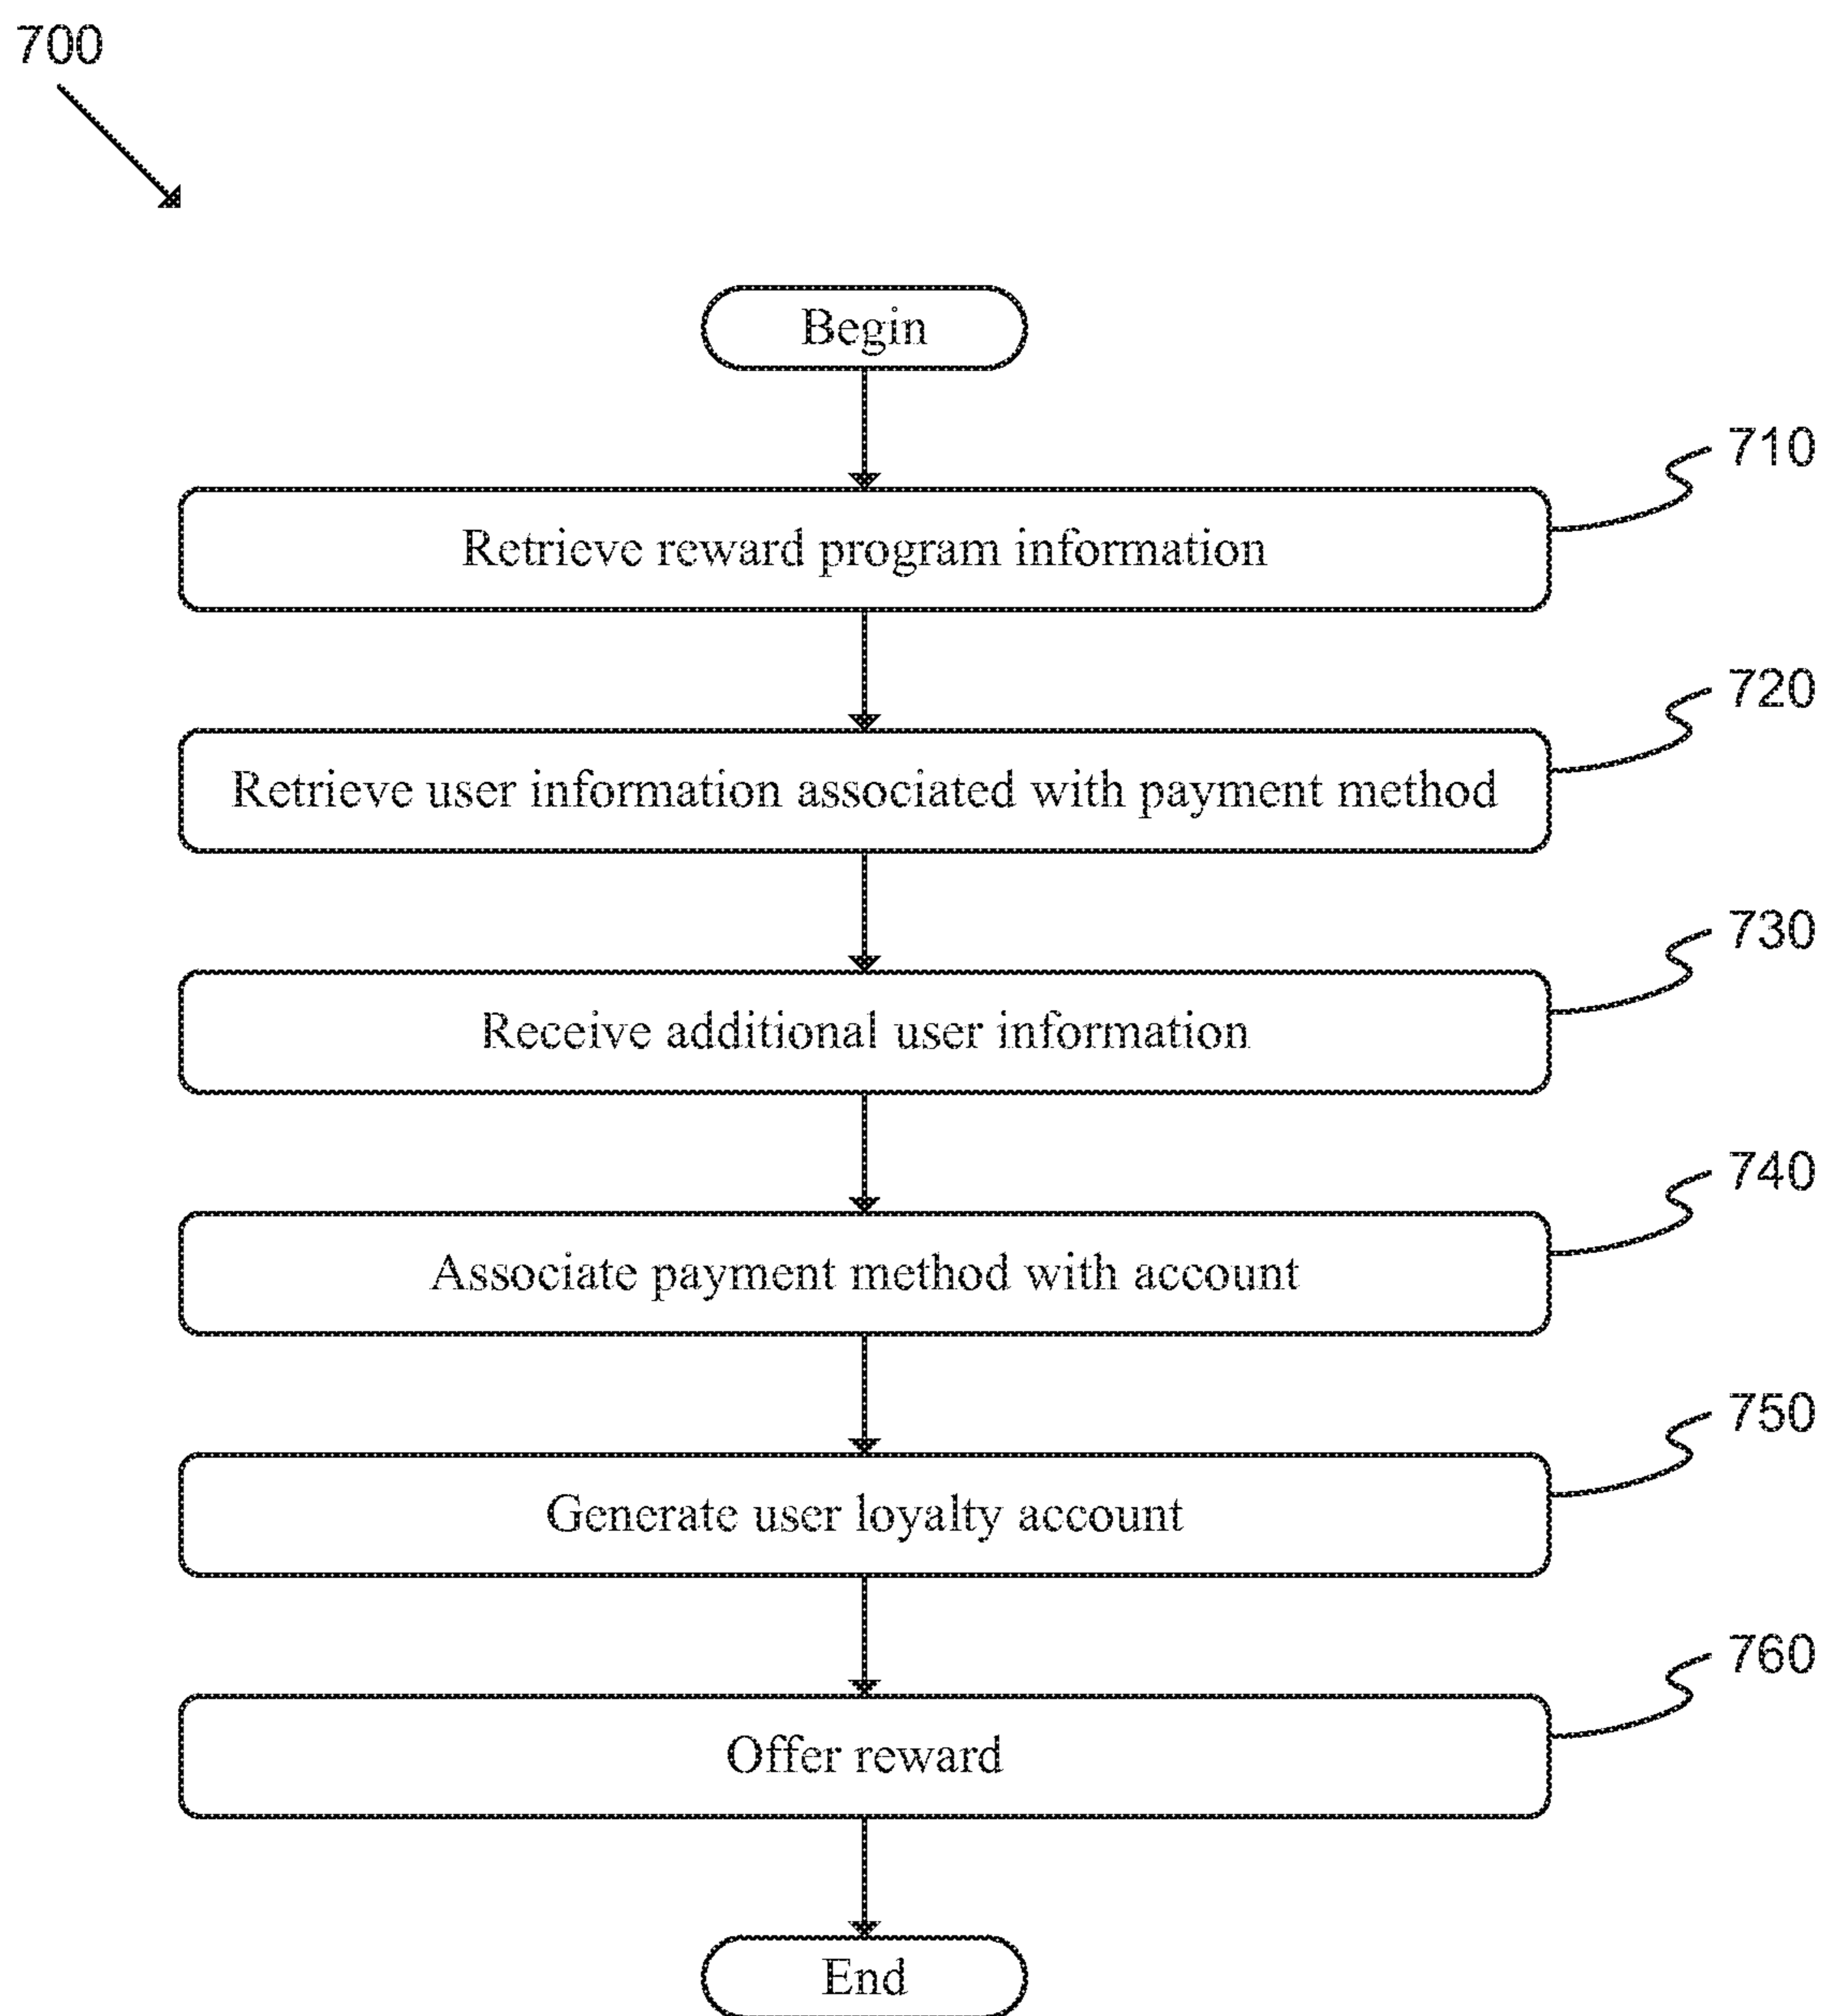 700
Begin
710
Retrieve reward program information
720
Retrieve user information associated with payment method
730
Receive additional user information
740
Associate payment method with account
750
Generate user loyalty account
760
Offer reward
End